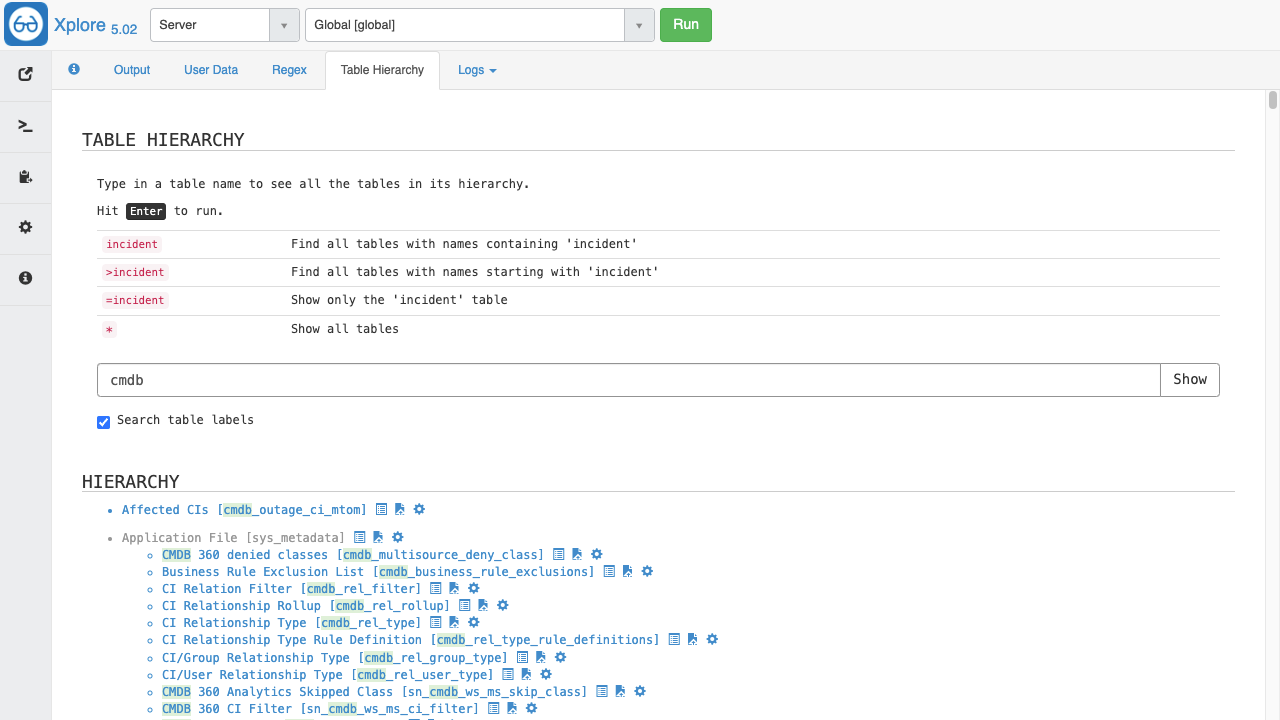 Xplore 5.02 Server Global [global] Run
Output User Data Regex Table Hierarchy Logs
TABLE HIERARCHY
Type in a table name to see all the tables in its hierarchy.
Hit Enter to run.
incident Find all tables with names containing 'incident'
>incident Find all tables with names starting with 'incident'
=incident Show only the 'incident' table
* Show all tables
cmdb Show
Search table labels
HIERARCHY
Affected CIs [cmdb_outage_ci_mtom]
Application File [sys_metadata]
CMDB 360 denied classes [cmdb_multisource_deny_class]
Business Rule Exclusion List [cmdb_business_rule_exclusions]
CI Relation Filter [cmdb_rel_filter]
CI Relationship Rollup [cmdb_rel_rollup]
CI Relationship Type [cmdb_rel_type]
CI Relationship Type Rule Definition [cmdb_rel_type_rule_definitions]
CI/Group Relationship Type [cmdb_rel_group_type]
CI/User Relationship Type [cmdb_rel_user_type]
CMDB 360 Analytics Skipped Class [sn_cmdb_ws_ms_skip_class]
CMDB 360 CI Filter [sn_cmdb_ws_ms_ci_filter]